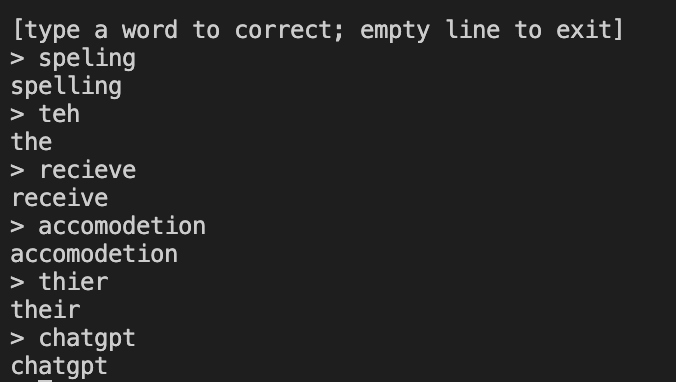 [type a word to correct; empty line to exit]
> speling
spelling
> teh
the
> recieve
receive
> accomodetion
accomodetion
> thier
their
> chatgpt
chatgpt